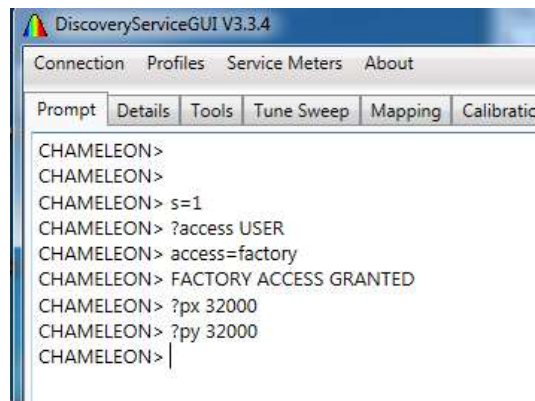 DiscoveryServiceGUI V3.3.4
Connection Profiles Service Meters About
Prompt Details Tools Tune Sweep Mapping Calibratio
CHAMELEON>
CHAMELEON>
CHAMELEON> s=1
CHAMELEON> ?access USER
CHAMELEON> access=factory
CHAMELEON> FACTORY ACCESS GRANTED
CHAMELEON> ?px 32000
CHAMELEON> ?py 32000
CHAMELEON>